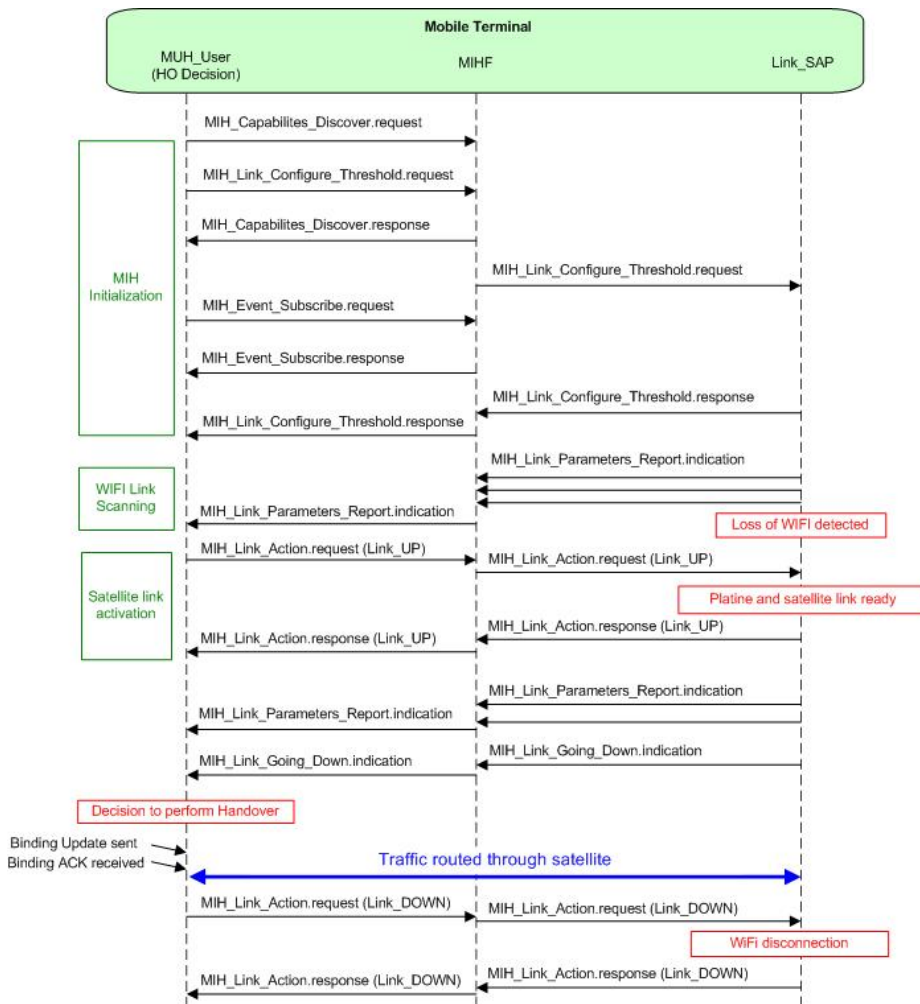 Mobile Terminal
MUH_User
(HO Decision)
MIHF
Link_SAP
MIH_Capabilites_Discover.request
MIH_Link_Configure_Threshold.request
MIH_Capabilites_Discover.response
MIH_Link_Configure_Threshold.request
MIH
Initialization
MIH_Event_Subscribe.request
MIH_Event_Subscribe.response
MIH_Link_Configure_Threshold.response
MIH_Link_Configure_Threshold.response
MIH_Link_Parameters_Report.indication
WIFI Link
Scanning
MIH_Link_Parameters_Report.indication
Loss of WIFI detected
MIH_Link_Action.request (Link_UP)
MIH_Link_Action.request (Link_UP)
Satellite link
activation
Platine and satellite link ready
MIH_Link_Action.response (Link_UP)
MIH_Link_Action.response (Link_UP)
MIH_Link_Parameters_Report.indication
MIH_Link_Parameters_Report.indication
MIH_Link_Going_Down.indication
MIH_Link_Going_Down.indication
Decision to perform Handover
Binding Update sent
Binding ACK received
Traffic routed through satellite
MIH_Link_Action.request (Link_DOWN)
MIH_Link_Action.request (Link_DOWN)
WiFi disconnection
MIH_Link_Action.response (Link_DOWN)
MIH_Link_Action.response (Link_DOWN)